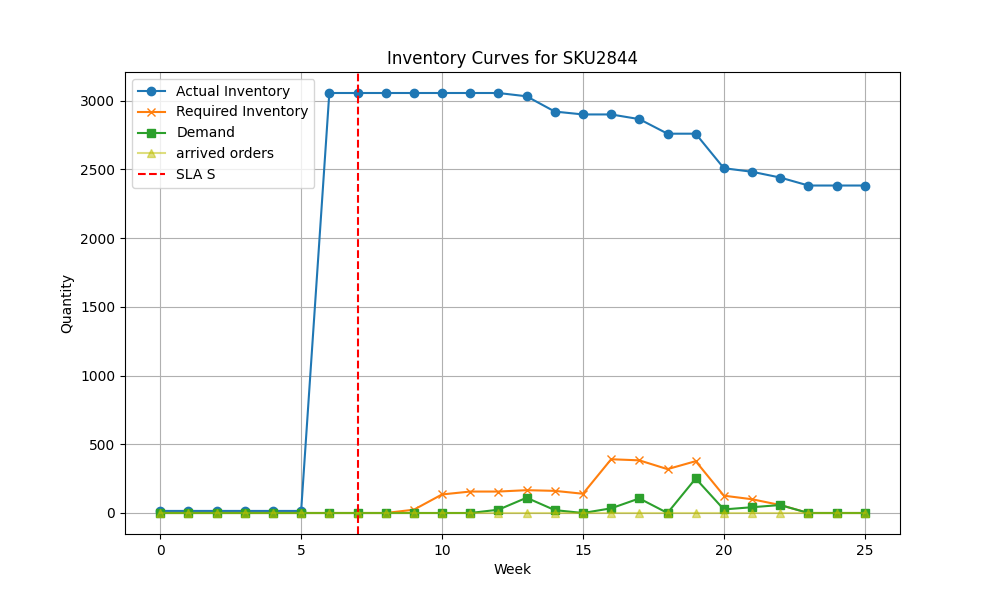 Inventory Curves for SKU2844
Actual Inventory
Required Inventory
Demand
arrived orders
SLA S
3000
2500
2000
1500
1000
500
0
Quantity
0 5 10 15 20 25
Week